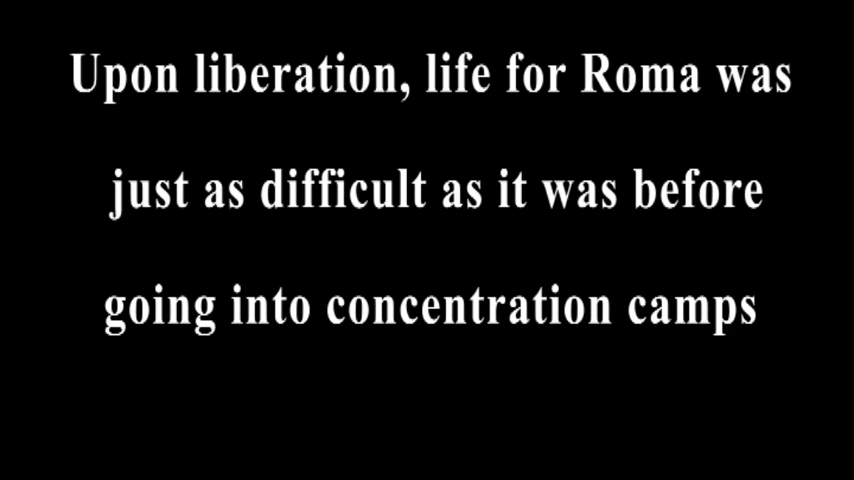 Upon liberation, life for Roma was
just as difficult as it was before
going into concentration camps